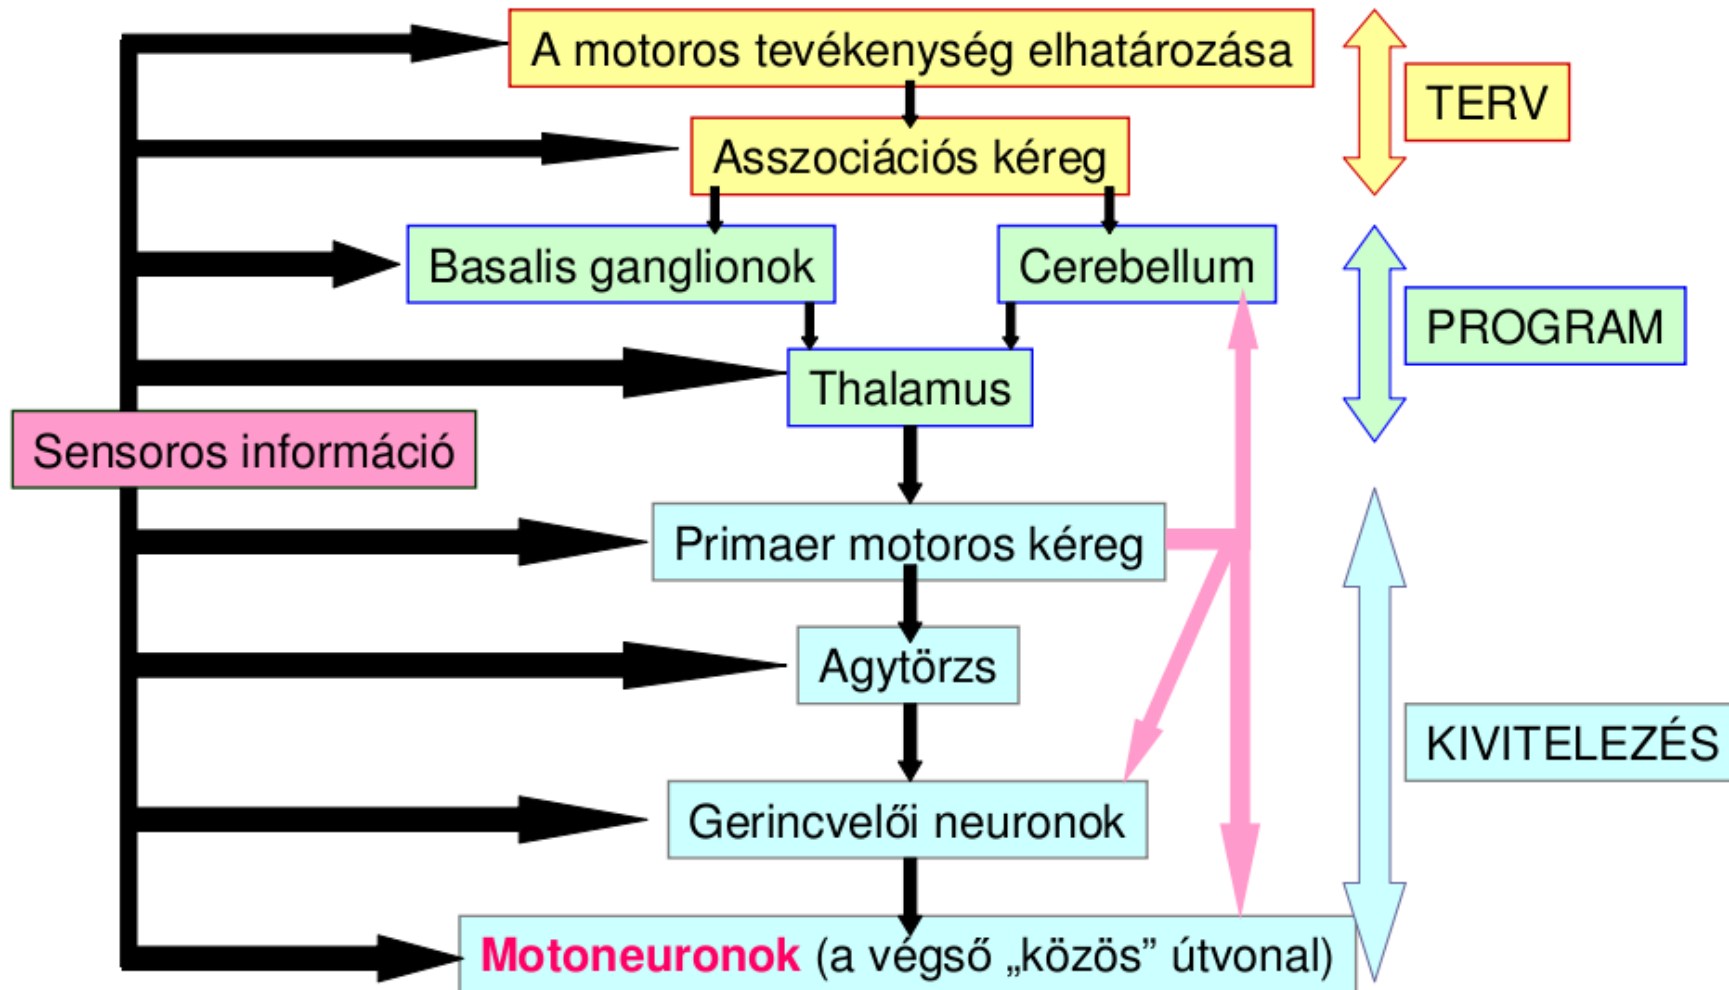 A motoros tevékenység elhatározása
TERV
Asszociációs kéreg
Basalis ganglionok
Cerebellum
PROGRAM
Thalamus
Sensoros információ
Primaer motoros kéreg
Agytörzs
KIVITELEZÉS
Gerincvelői neuronok
Motoneuronok (a végső „közös” útvonal)